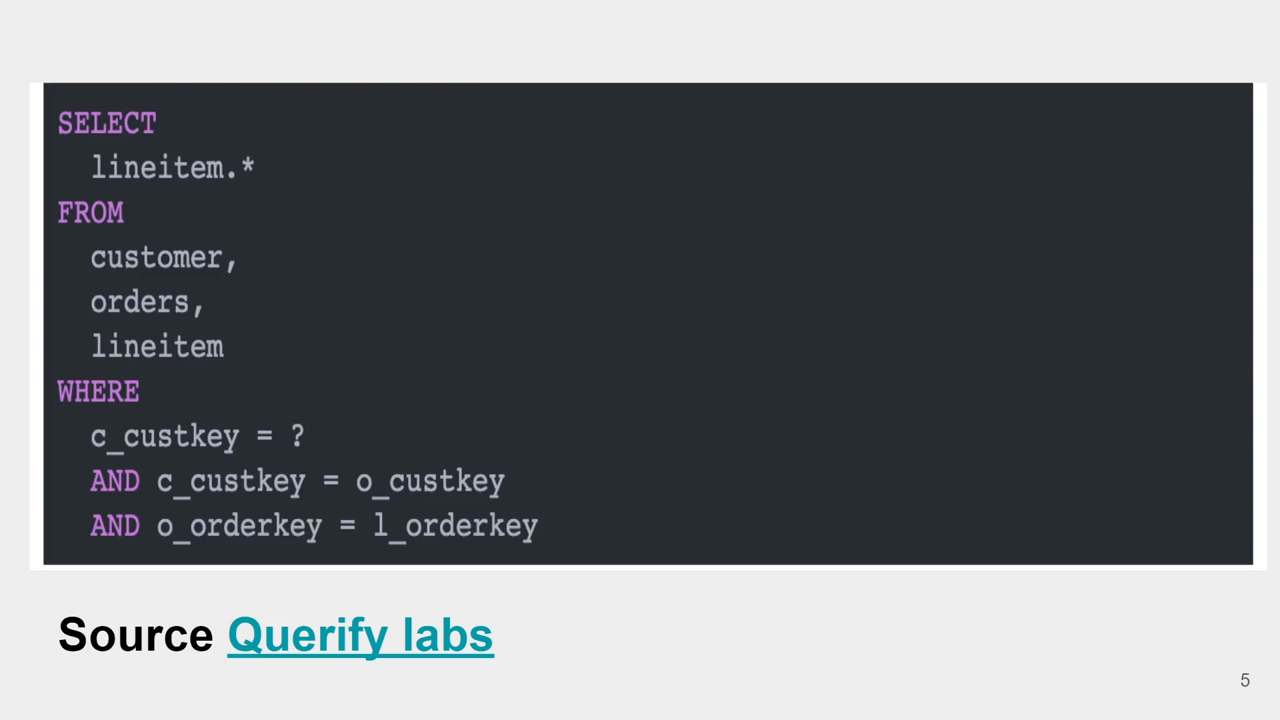 SELECT
lineitem.*
FROM
customer,
orders,
lineitem
WHERE
c_custkey = ?
AND c_custkey = o_custkey
AND o_orderkey = l_orderkey
Source Querify labs
5